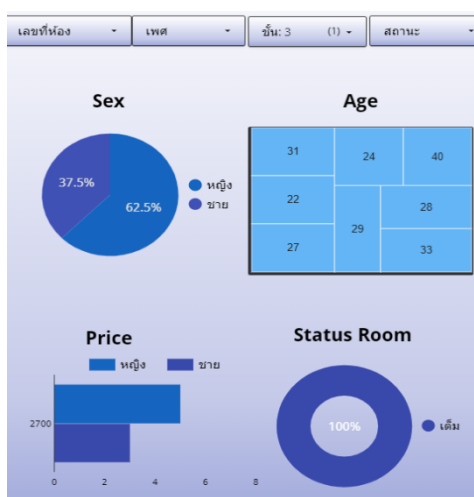 เลขที่ห้อง เพศ ชั้น: 3 (1) สถานะ
Sex
37.5%
62.5%
หญิง
ชาย
Age
31 24 40
22
29 28
27 33
Price
หญิง ชาย
2700
0 2 4 6 8
Status Room
100%
เต็ม